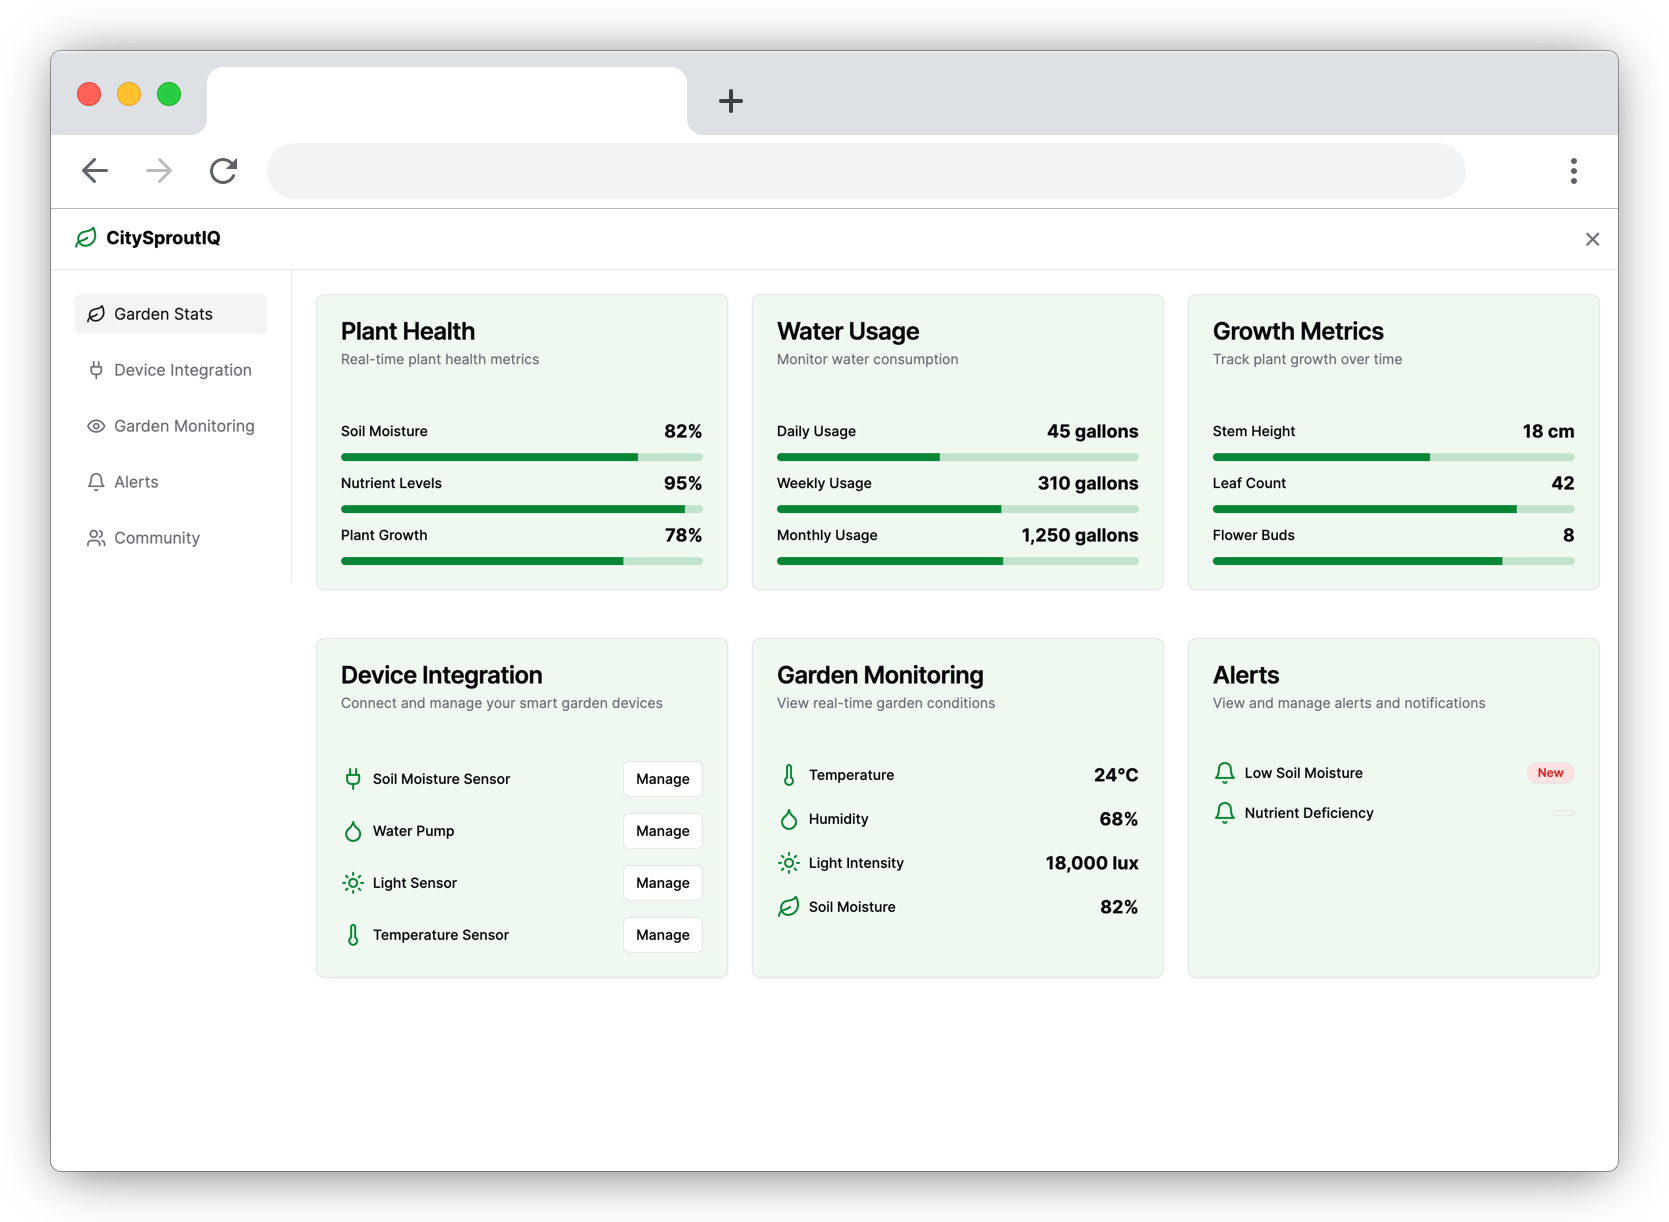 CitySproutIQ
Garden Stats
Device Integration
Garden Monitoring
Alerts
Community
Plant Health
Real-time plant health metrics
Soil Moisture 82%
Nutrient Levels 95%
Plant Growth 78%
Water Usage
Monitor water consumption
Daily Usage 45 gallons
Weekly Usage 310 gallons
Monthly Usage 1,250 gallons
Growth Metrics
Track plant growth over time
Stem Height 18 cm
Leaf Count 42
Flower Buds 8
Device Integration
Connect and manage your smart garden devices
Soil Moisture Sensor Manage
Water Pump Manage
Light Sensor Manage
Temperature Sensor Manage
Garden Monitoring
View real-time garden conditions
Temperature 24°C
Humidity 68%
Light Intensity 18,000 lux
Soil Moisture 82%
Alerts
View and manage alerts and notifications
Low Soil Moisture New
Nutrient Deficiency